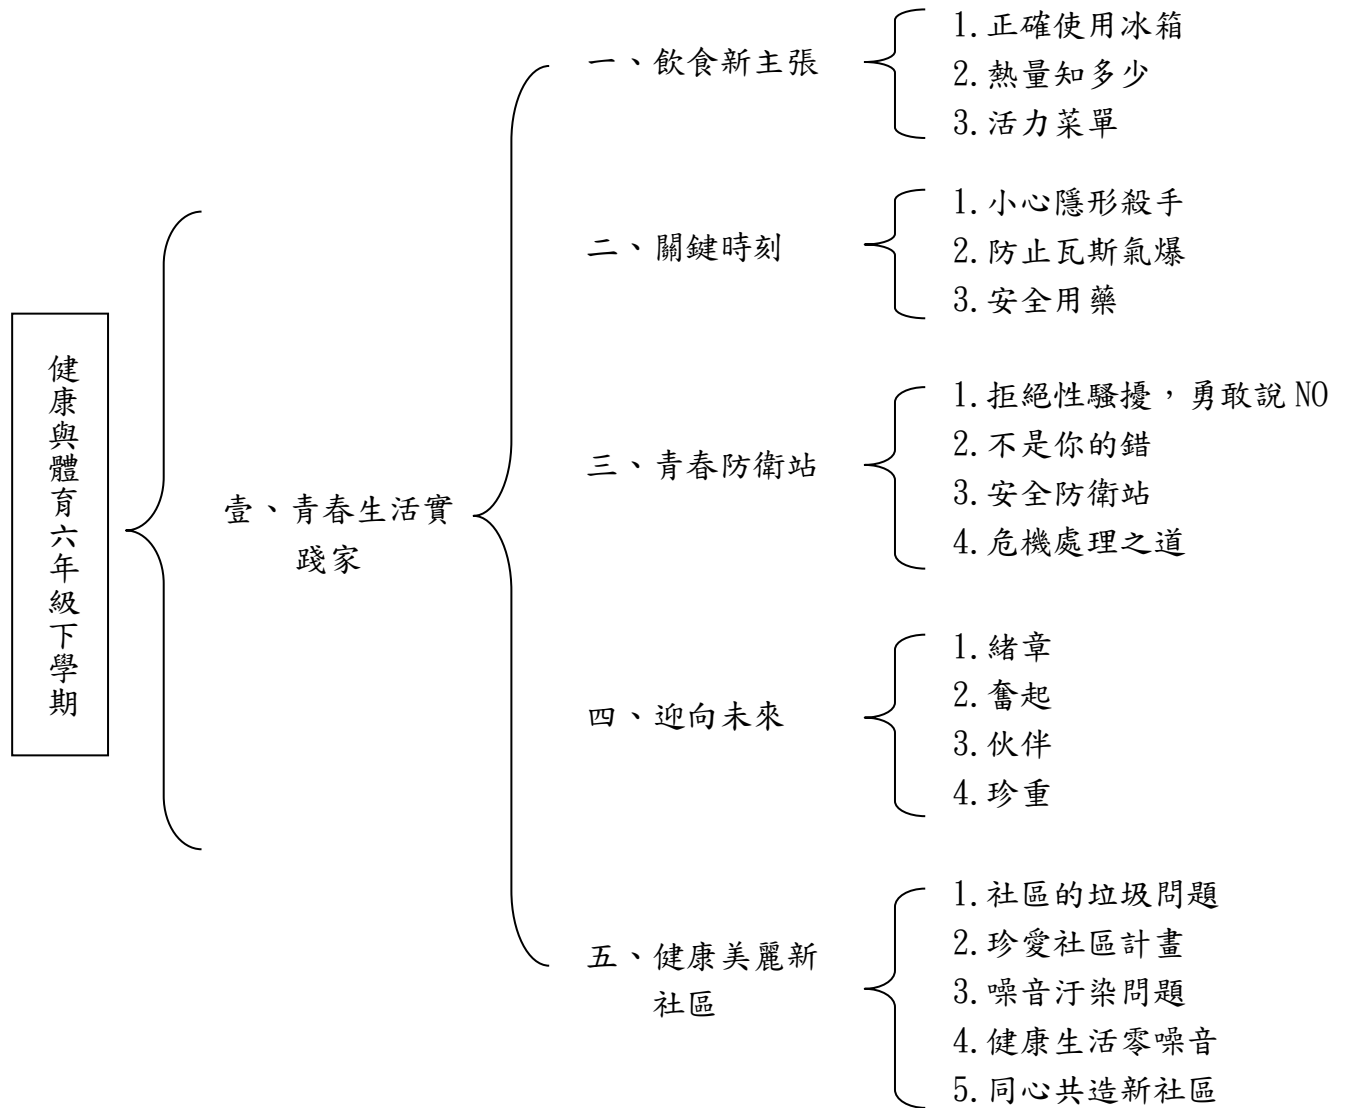 健康與體育六年級下學期
壹、青春生活實
踐家
一、飲食新主張
1.正確使用冰箱
2.熱量知多少
3.活力菜單
二、關鍵時刻
1.小心隱形殺手
2.防止瓦斯氣爆
3.安全用藥
三、青春防衛站
1.拒絕性騷擾，勇敢說 NO
2.不是你的錯
3.安全防衛站
4.危機處理之道
四、迎向未來
1.緒章
2.奮起
3.伙伴
4.珍重
五、健康美麗新
社區
1.社區的垃圾問題
2.珍愛社區計畫
3.噪音汙染問題
4.健康生活零噪音
5.同心共造新社區